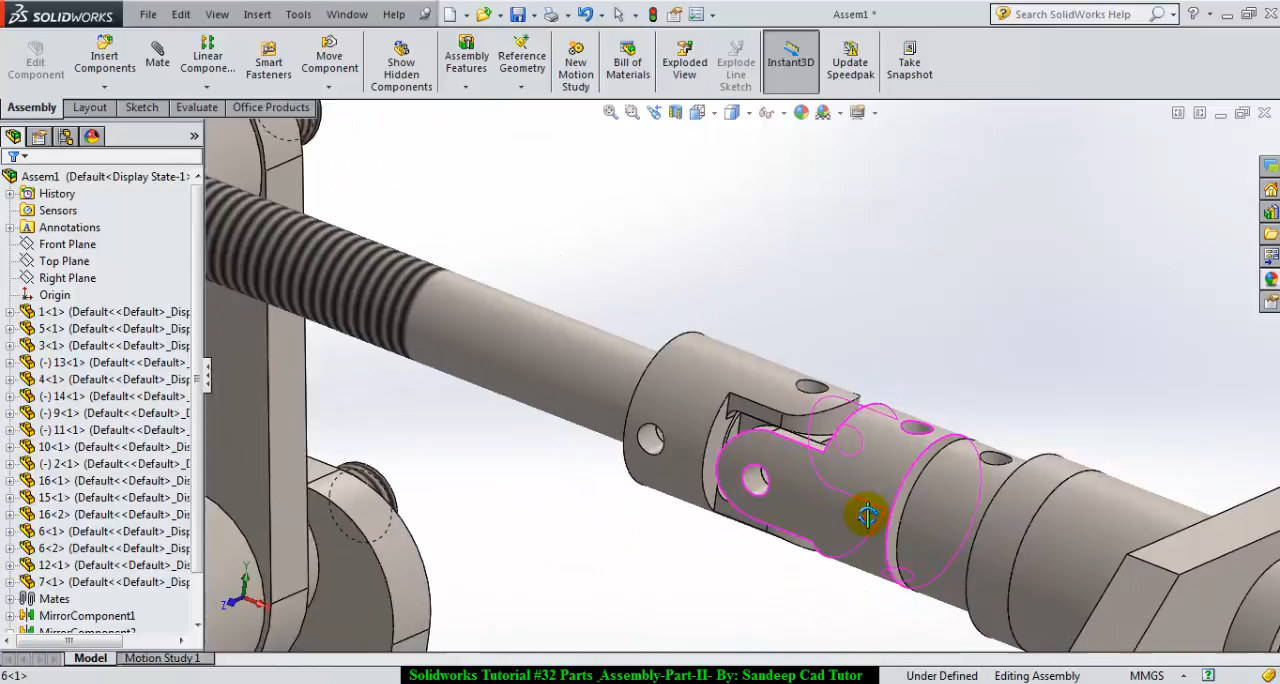 SOLIDWORKS
File Edit View Insert Tools Window Help
Assem1 *
Search SolidWorks Help
Edit Component
Insert Components
Mate
Linear Compone...
Smart Fasteners
Move Component
Show Hidden Components
Assembly Features
Reference Geometry
New Motion Study
Bill of Materials
Exploded View
Explode Line Sketch
Instant3D
Update Speedpak
Take Snapshot
Assembly Layout Sketch Evaluate Office Products
Assem1 (Default<Display State-1>
History
Sensors
Annotations
Front Plane
Top Plane
Right Plane
Origin
1<1> (Default<<Default>_Disp
5<1> (Default<<Default>_Disp
3<1> (Default<<Default>_Disp
(-) 13<1> (Default<<Default>
4<1> (Default<<Default>_Disp
(-) 14<1> (Default<<Default>
(-) 9<1> (Default<<Default>_
(-) 11<1> (Default<<Default>
10<1> (Default<<Default>_Dis
(-) 2<1> (Default<<Default>_
16<1> (Default<<Default>_Dis
15<1> (Default<<Default>_Dis
16<2> (Default<<Default>_Dis
6<1> (Default<<Default>_Disp
6<2> (Default<<Default>_Disp
12<1> (Default<<Default>_Dis
7<1> (Default<<Default>_Disp
Mates
MirrorComponent1
MirrorComponent2
Y
Z
Model Motion Study 1
6<1>
Solidworks Tutorial #32 Parts Assembly-Part-II- By: Sandeep Cad Tutor
Under Defined Editing Assembly MMGS